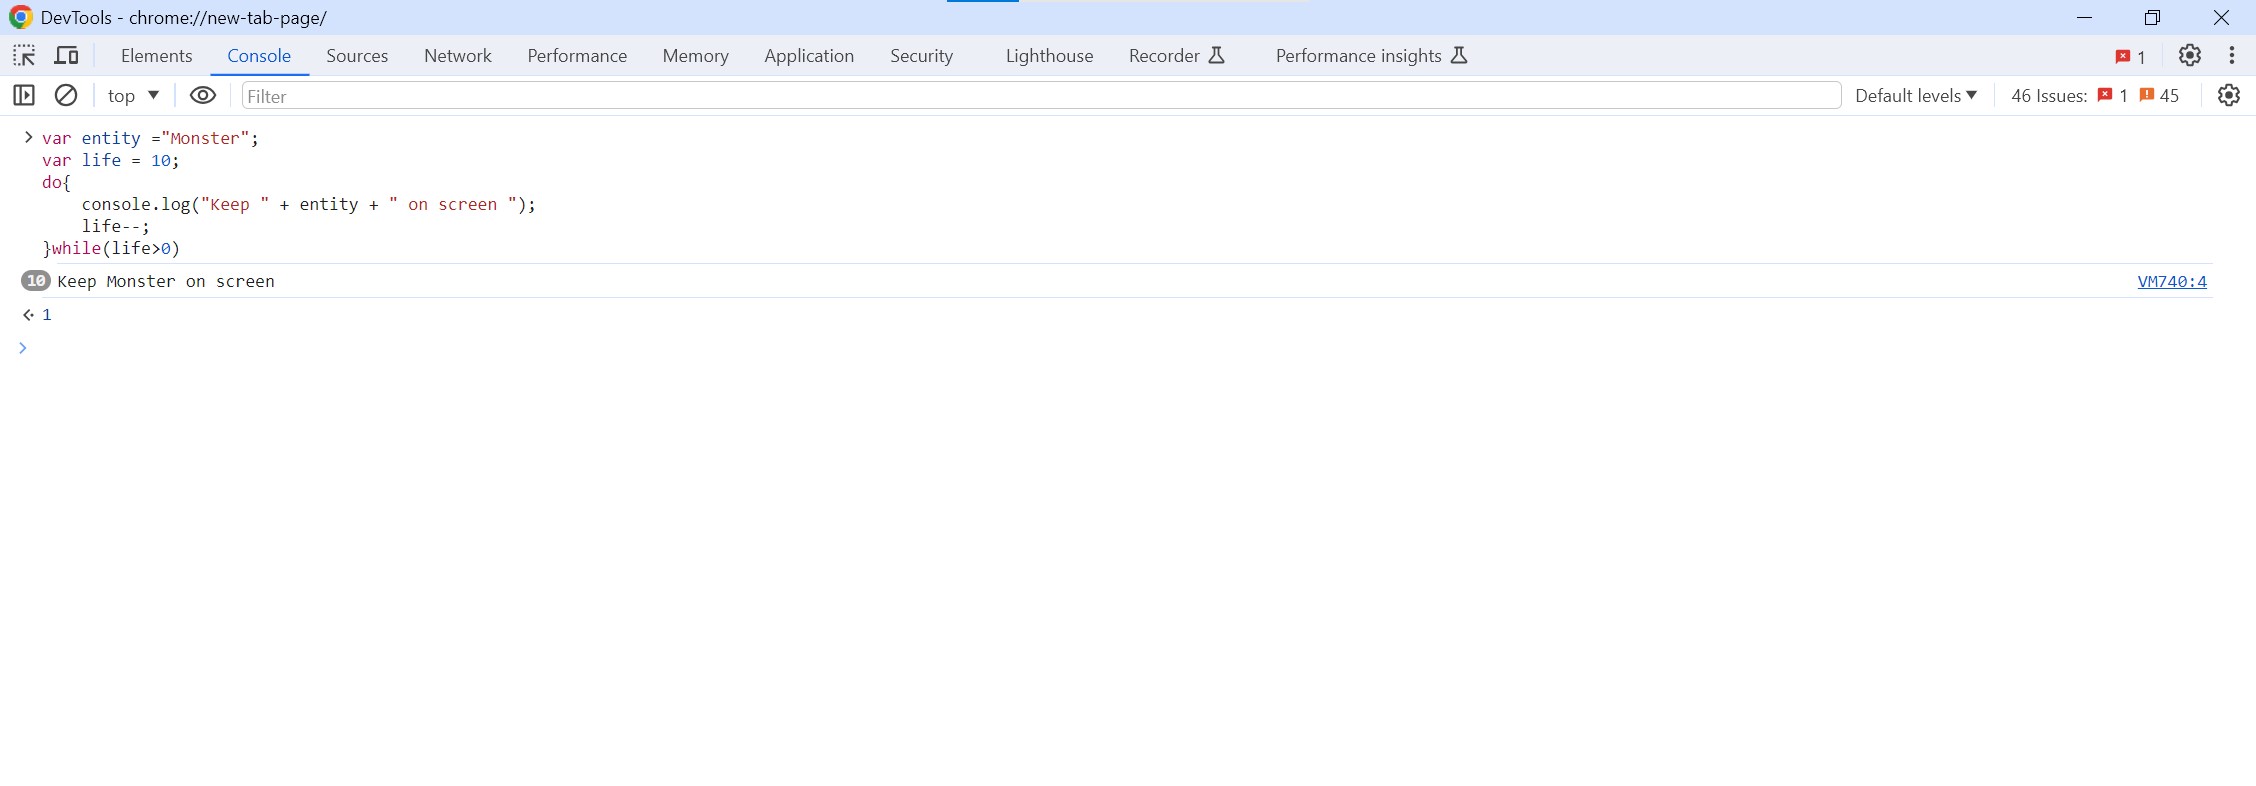 DevTools - chrome://new-tab-page/
Elements Console Sources Network Performance Memory Application Security Lighthouse Recorder Performance insights 1
top Filter Default levels 46 Issues: 1 45
var entity ="Monster";
var life = 10;
do{
    console.log("Keep " + entity + " on screen ");
    life--;
}while(life>0)
10 Keep Monster on screen VM740:4
1